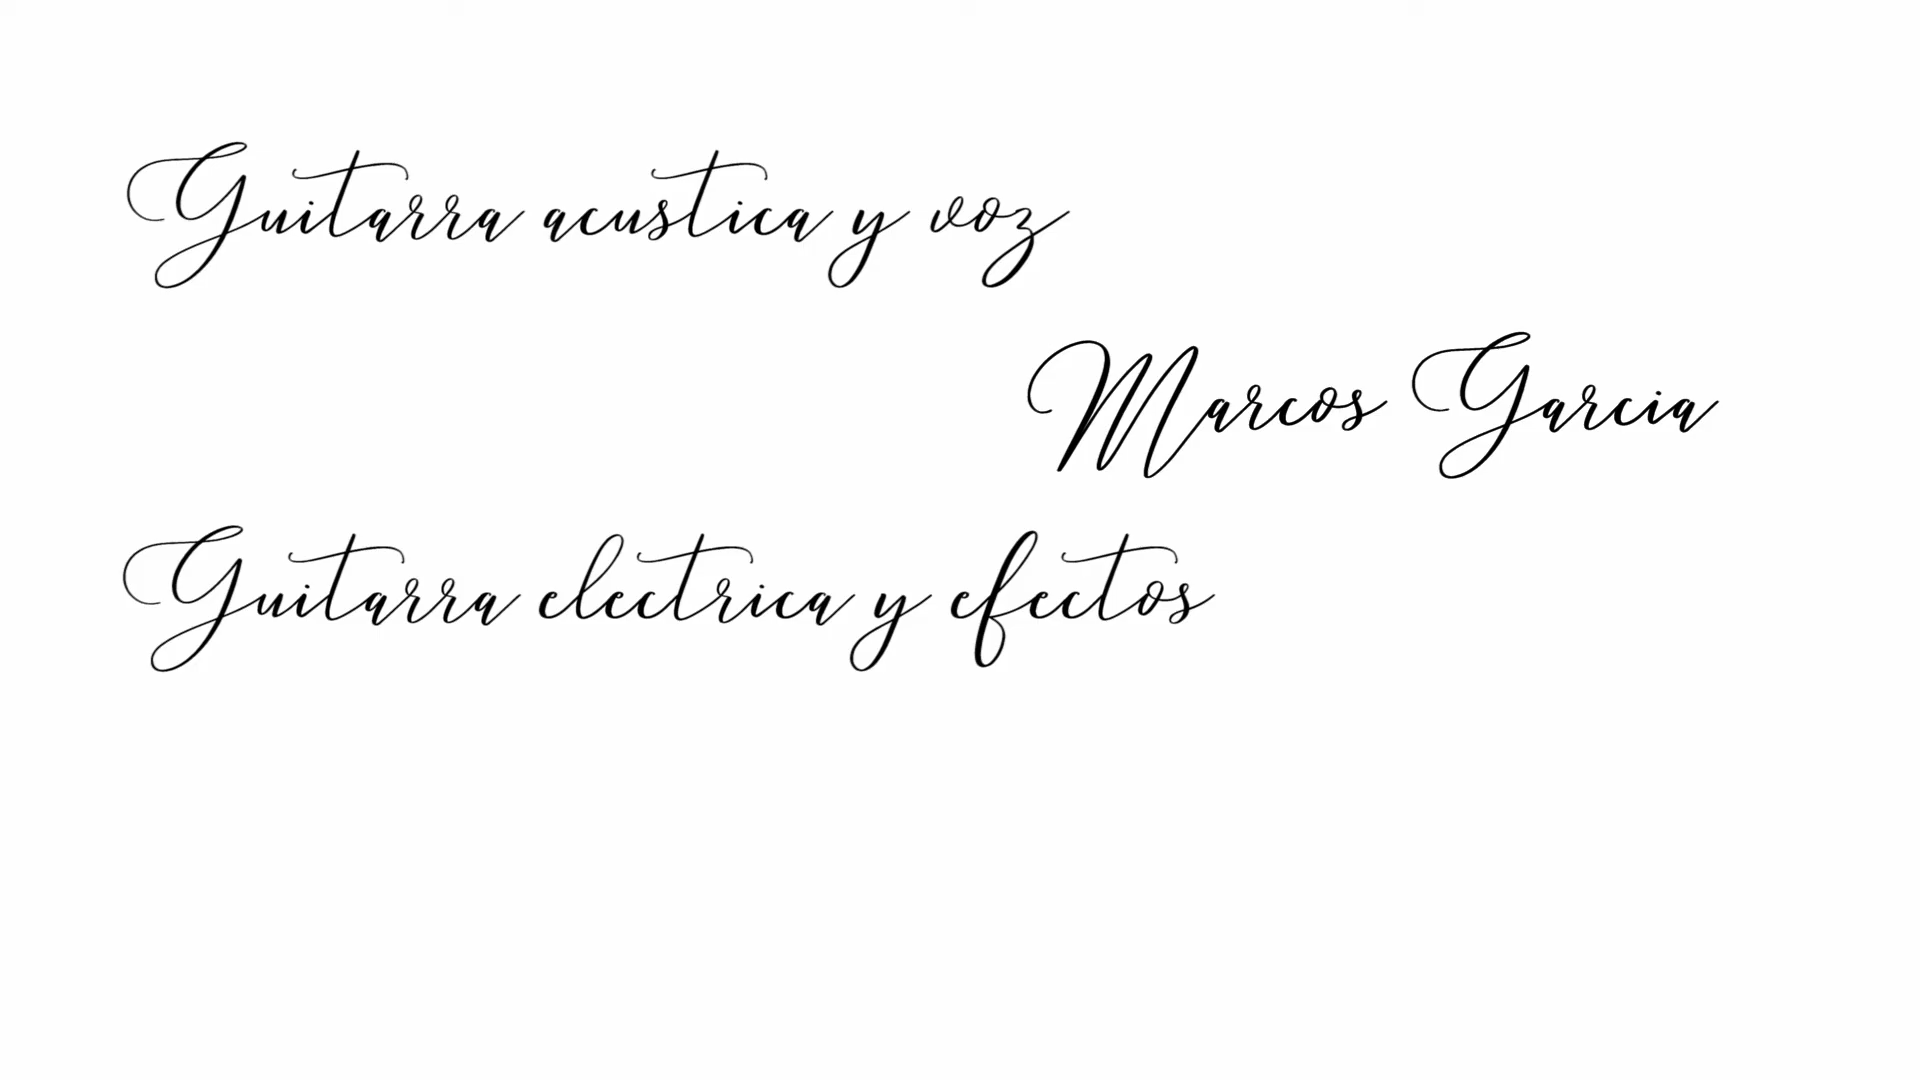 Guitarra acustica y voz
Marcos Garcia
Guitarra electrica y efectos